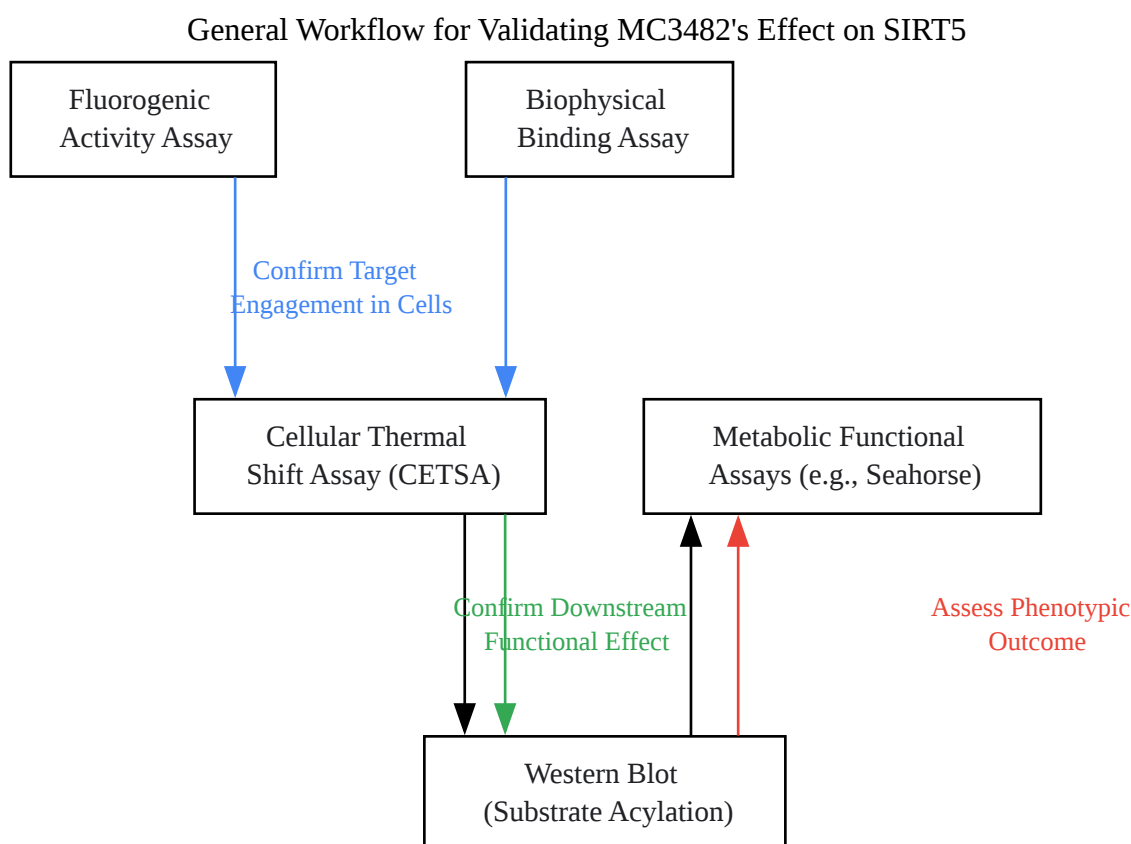 General Workflow for Validating MC3482's Effect on SIRT5
Fluorogenic
Activity Assay
Biophysical
Binding Assay
Confirm Target
Engagement in Cells
Cellular Thermal
Shift Assay (CETSA)
Metabolic Functional
Assays (e.g., Seahorse)
Confirm Downstream
Functional Effect
Assess Phenotypic
Outcome
Western Blot
(Substrate Acylation)